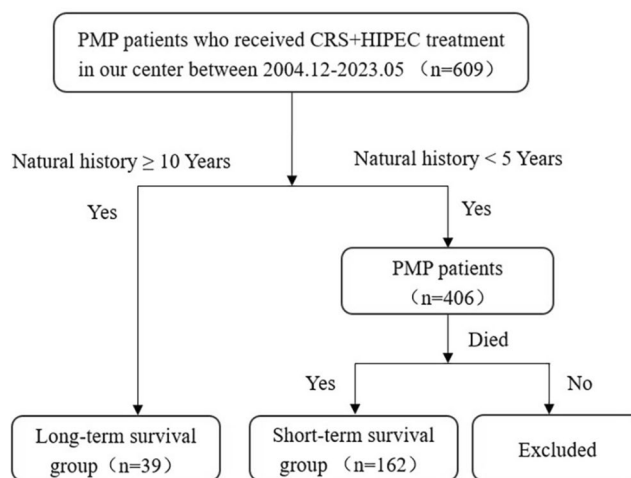 PMP patients who received CRS+HIPEC treatment
in our center between 2004.12-2023.05 （n=609）
Natural history ≥ 10 Years
Natural history < 5 Years
Yes
Yes
PMP patients
（n=406）
Died
Yes
No
Long-term survival
group（n=39）
Short-term survival
group （n=162）
Excluded